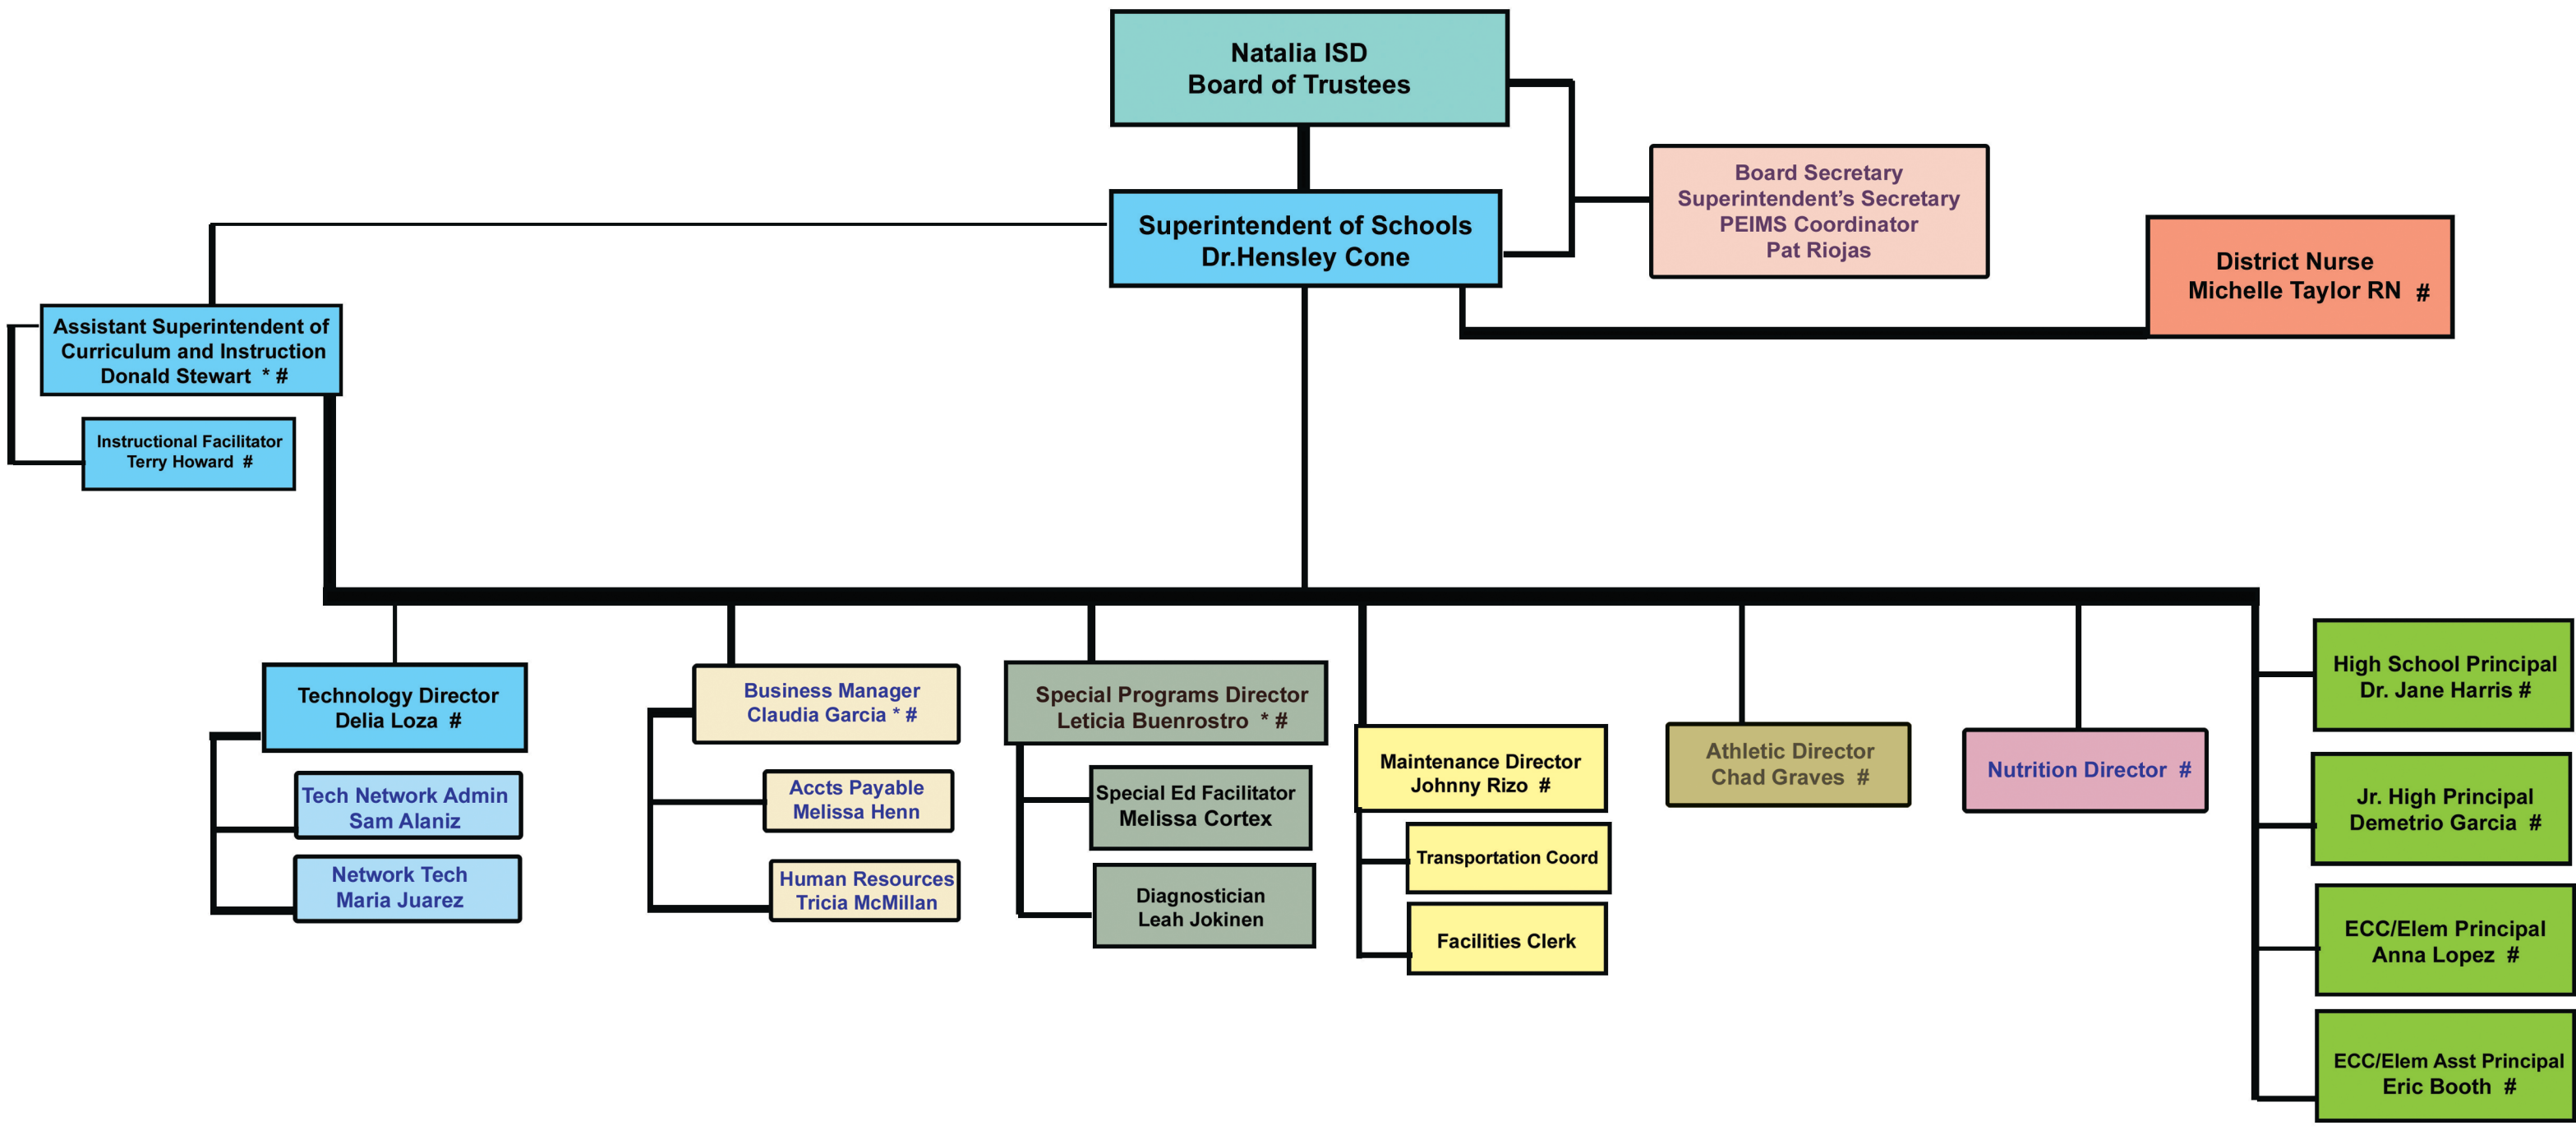 Natalia ISD
Board of Trustees
Board Secretary
Superintendent’s Secretary
PEIMS Coordinator
Pat Riojas
Superintendent of Schools
Dr.Hensley Cone
District Nurse
Michelle Taylor RN #
Assistant Superintendent of
Curriculum and Instruction
Donald Stewart * #
Instructional Facilitator
Terry Howard #
Technology Director
Delia Loza #
Tech Network Admin
Sam Alaniz
Network Tech
Maria Juarez
Business Manager
Claudia Garcia * #
Accts Payable
Melissa Henn
Human Resources
Tricia McMillan
Special Programs Director
Leticia Buenrostro * #
Special Ed Facilitator
Melissa Cortex
Diagnostician
Leah Jokinen
Maintenance Director
Johnny Rizo #
Transportation Coord
Facilities Clerk
Athletic Director
Chad Graves #
Nutrition Director #
High School Principal
Dr. Jane Harris #
Jr. High Principal
Demetrio Garcia #
ECC/Elem Principal
Anna Lopez #
ECC/Elem Asst Principal
Eric Booth #